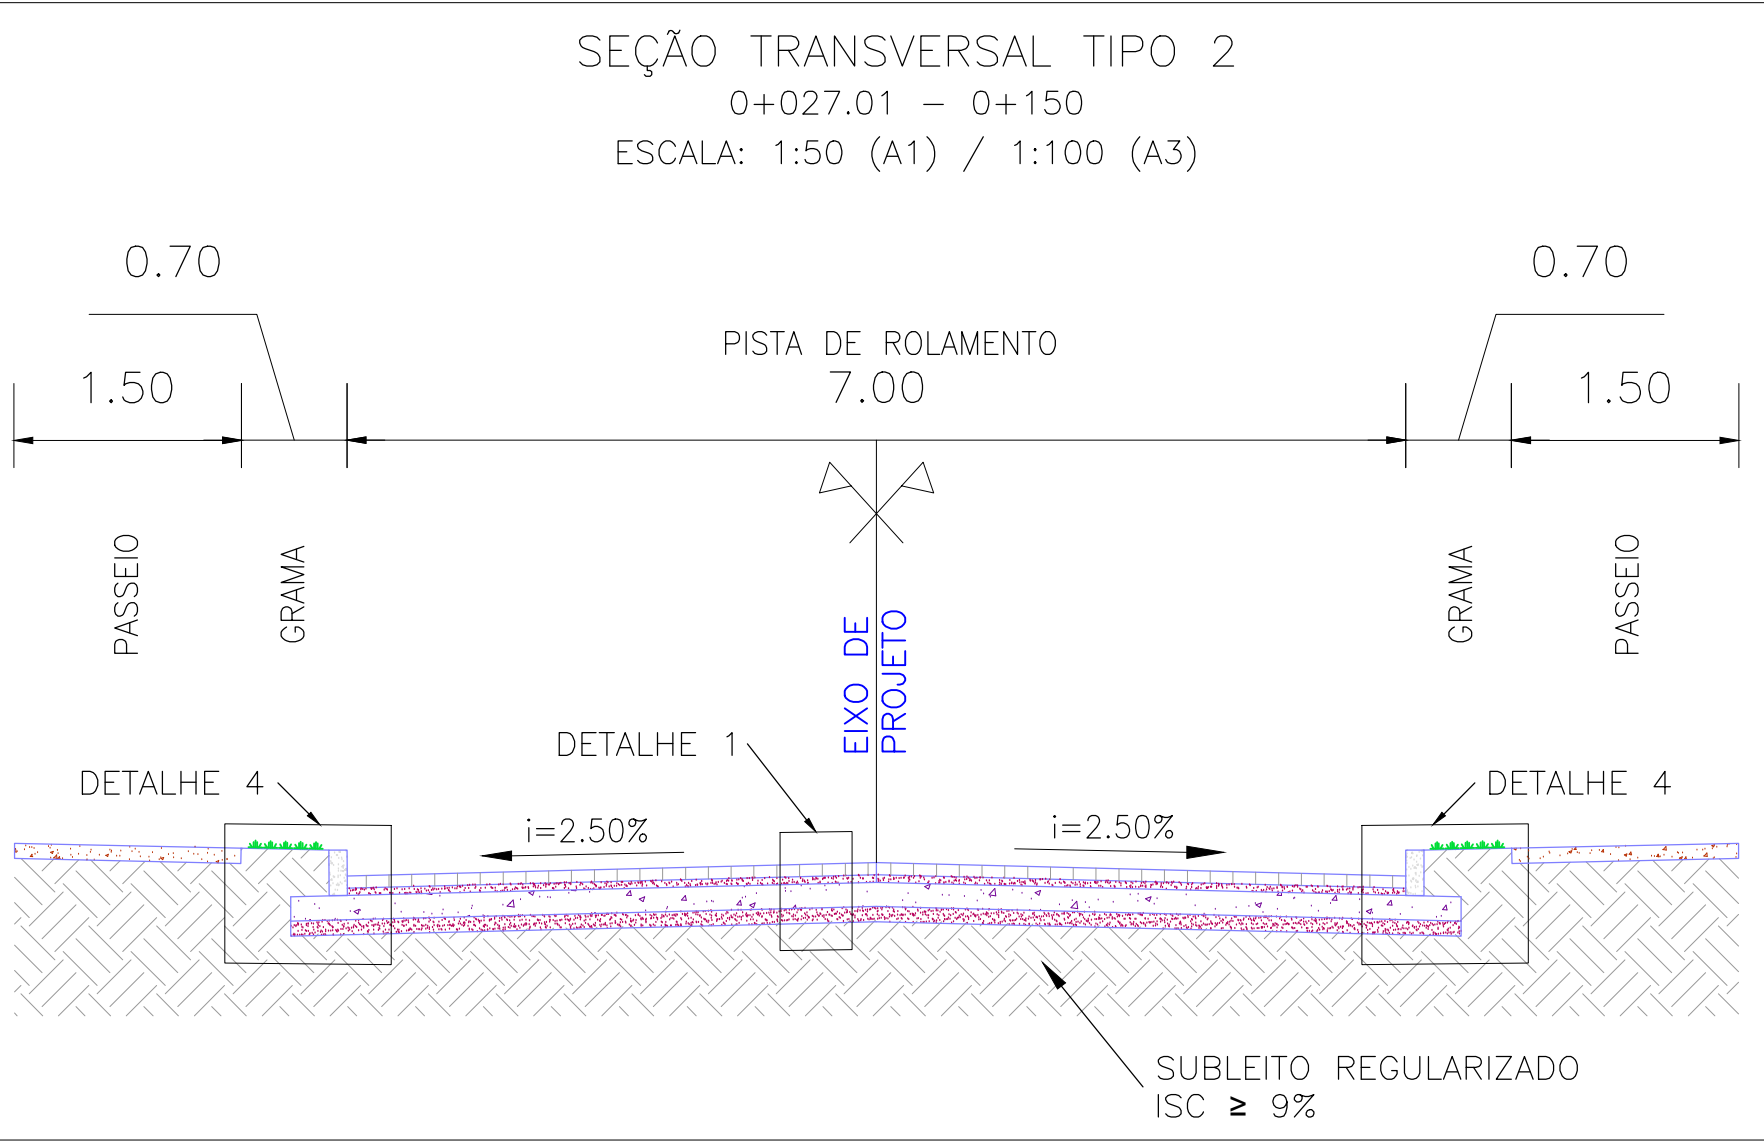 SEÇÃO TRANSVERSAL TIPO 2
0+027.01 – 0+150
ESCALA: 1:50 (A1) / 1:100 (A3)
0.70
0.70
PISTA DE ROLAMENTO
1.50
7.00
1.50
PASSEIO
GRAMA
GRAMA
PASSEIO
EIXO DE
PROJETO
DETALHE 1
DETALHE 4
DETALHE 4
i=2.50%
i=2.50%
SUBLEITO REGULARIZADO
ISC ≥ 9%